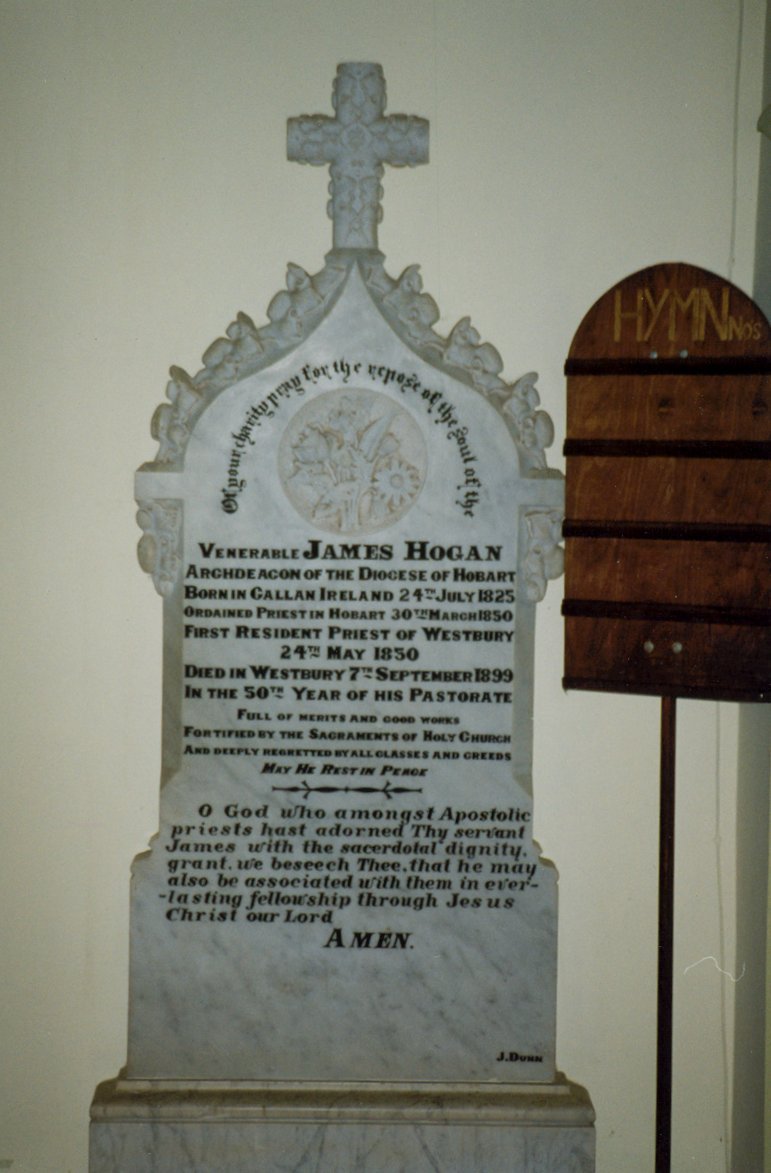 Of your charity pray for the repose of the soul of the
VENERABLE JAMES HOGAN
ARCHDEACON OF THE DIOCESE OF HOBART
BORN IN CALLAN IRELAND 24TH JULY 1825
ORDAINED PRIEST IN HOBART 30TH MARCH 1850
FIRST RESIDENT PRIEST OF WESTBURY
24TH MAY 1850
DIED IN WESTBURY 7TH SEPTEMBER 1899
IN THE 50TH YEAR OF HIS PASTORATE
FULL OF MERITS AND GOOD WORKS
FORTIFIED BY THE SACRAMENTS OF HOLY CHURCH
AND DEEPLY REGRETTED BY ALL CLASSES AND CREEDS
MAY HE REST IN PEACE
O God who amongst Apostolic
priests hast adorned Thy servant
James with the sacerdotal dignity,
grant, we beseech Thee, that he may
also be associated with them in ever-
-lasting fellowship through Jesus
Christ our Lord
AMEN.
J. DUNN
HYMN NO'S